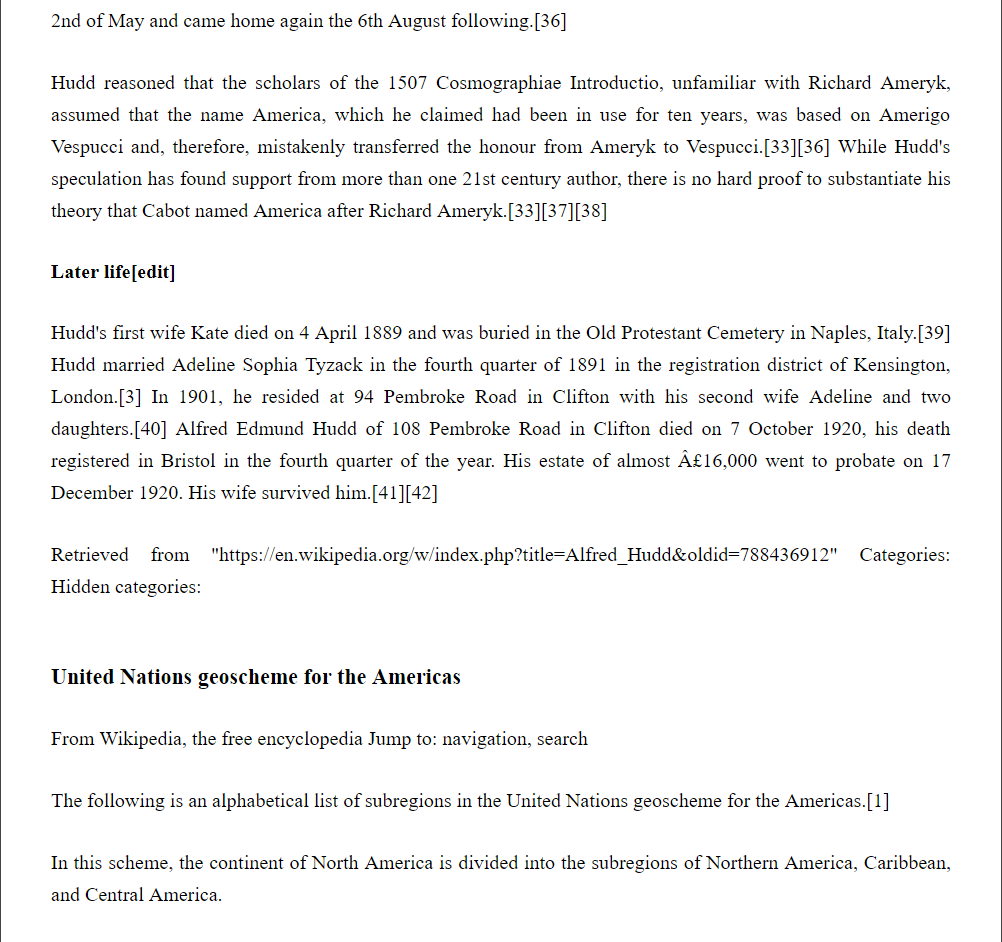 2nd of May and came home again the 6th August following.[36]
Hudd reasoned that the scholars of the 1507 Cosmographiae Introductio, unfamiliar with Richard Ameryk,
assumed that the name America, which he claimed had been in use for ten years, was based on Amerigo
Vespucci and, therefore, mistakenly transferred the honour from Ameryk to Vespucci.[33][36] While Hudd's
speculation has found support from more than one 21st century author, there is no hard proof to substantiate his
theory that Cabot named America after Richard Ameryk.[33][37][38]
Later life[edit]
Hudd's first wife Kate died on 4 April 1889 and was buried in the Old Protestant Cemetery in Naples, Italy.[39]
Hudd married Adeline Sophia Tyzack in the fourth quarter of 1891 in the registration district of Kensington,
London.[3] In 1901, he resided at 94 Pembroke Road in Clifton with his second wife Adeline and two
daughters.[40] Alfred Edmund Hudd of 108 Pembroke Road in Clifton died on 7 October 1920, his death
registered in Bristol in the fourth quarter of the year. His estate of almost Â£16,000 went to probate on 17
December 1920. His wife survived him.[41][42]
Retrieved from "https://en.wikipedia.org/w/index.php?title=Alfred_Hudd&oldid=788436912" Categories:
Hidden categories:
United Nations geoscheme for the Americas
From Wikipedia, the free encyclopedia Jump to: navigation, search
The following is an alphabetical list of subregions in the United Nations geoscheme for the Americas.[1]
In this scheme, the continent of North America is divided into the subregions of Northern America, Caribbean,
and Central America.